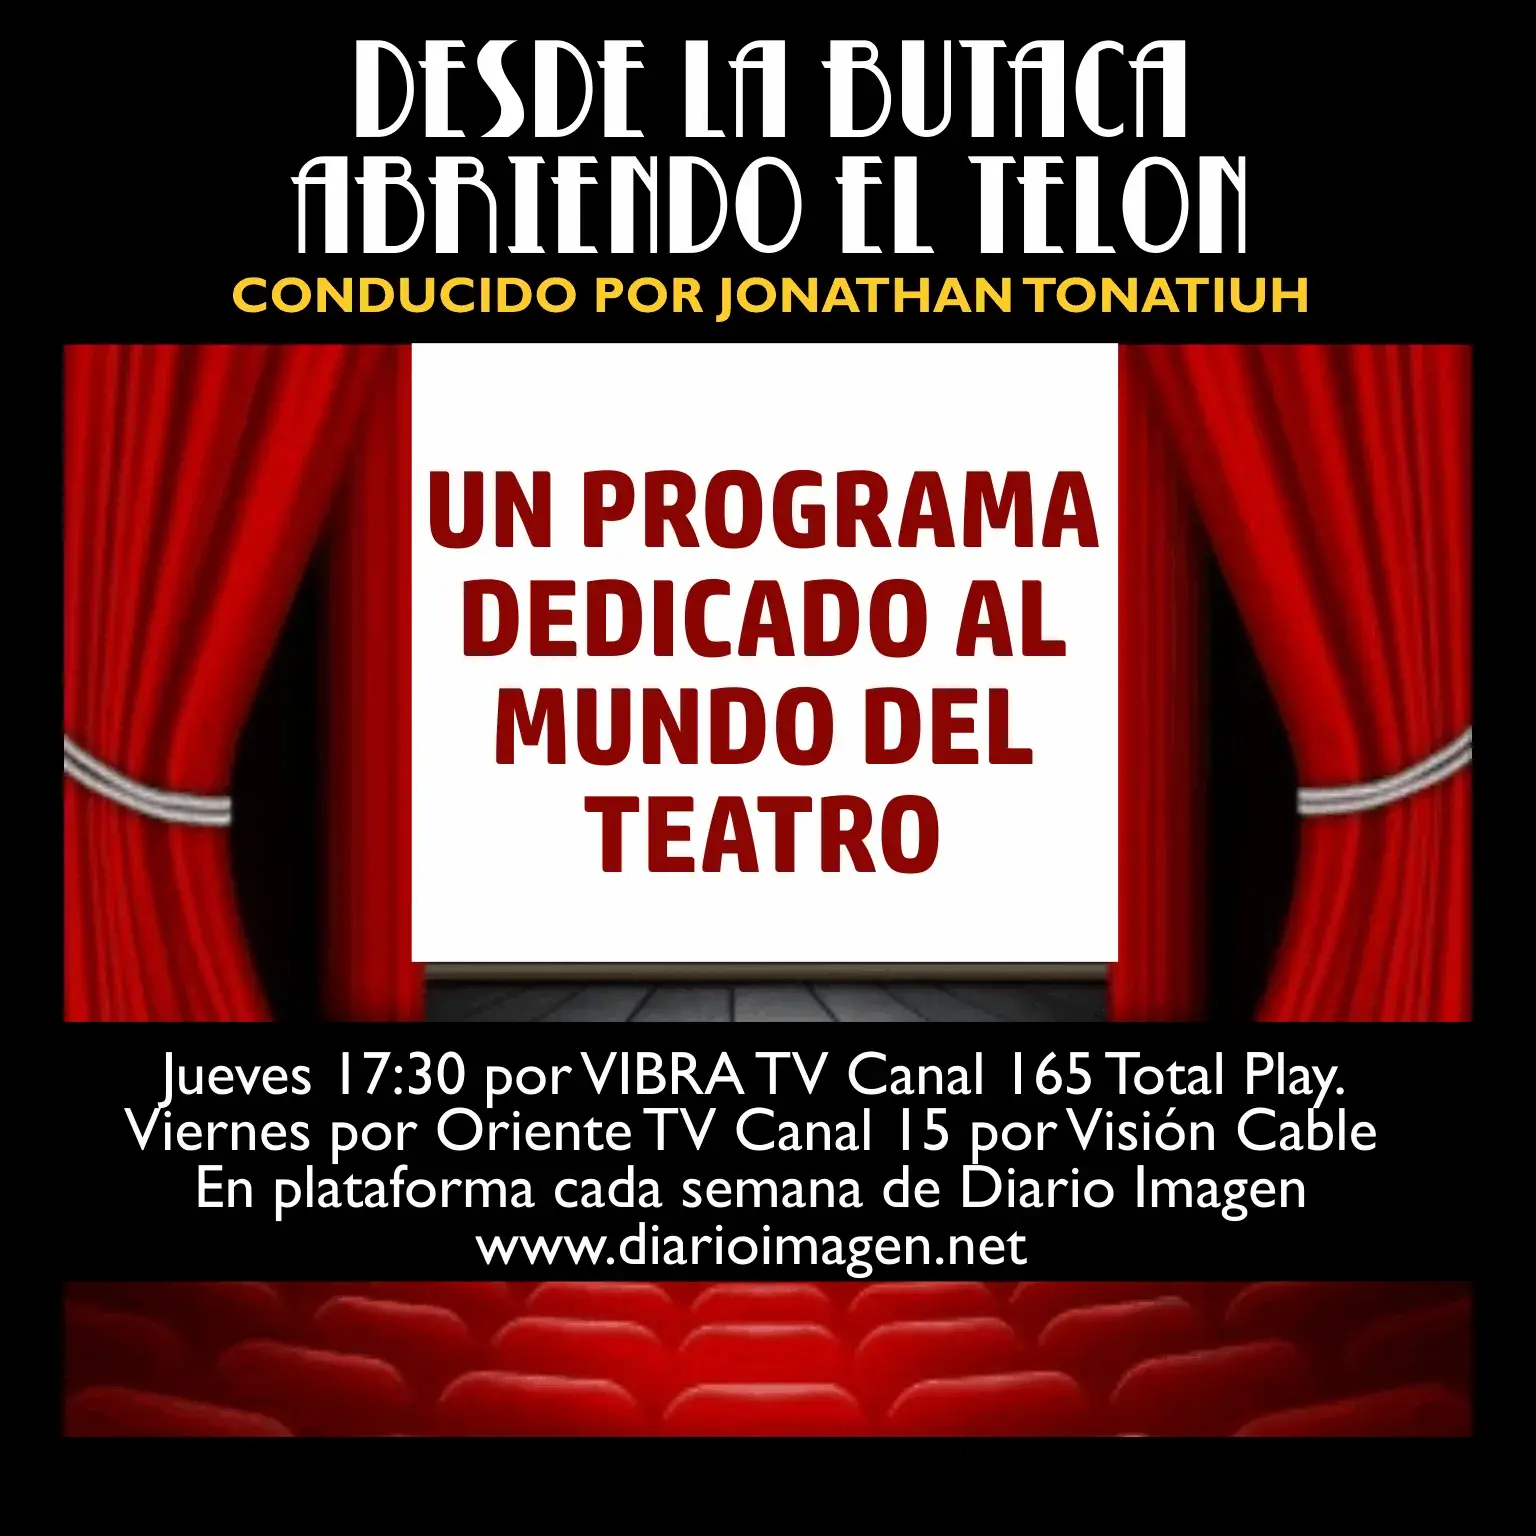 DESDE LA BUTACA
ABRIENDO EL TELON
CONDUCIDO POR JONATHAN TONATIUH
UN PROGRAMA
DEDICADO AL
MUNDO DEL
TEATRO
Jueves 17:30 por VIBRA TV Canal 165 Total Play.
Viernes por Oriente TV Canal 15 por Visión Cable
En plataforma cada semana de Diario Imagen
www.diarioimagen.net